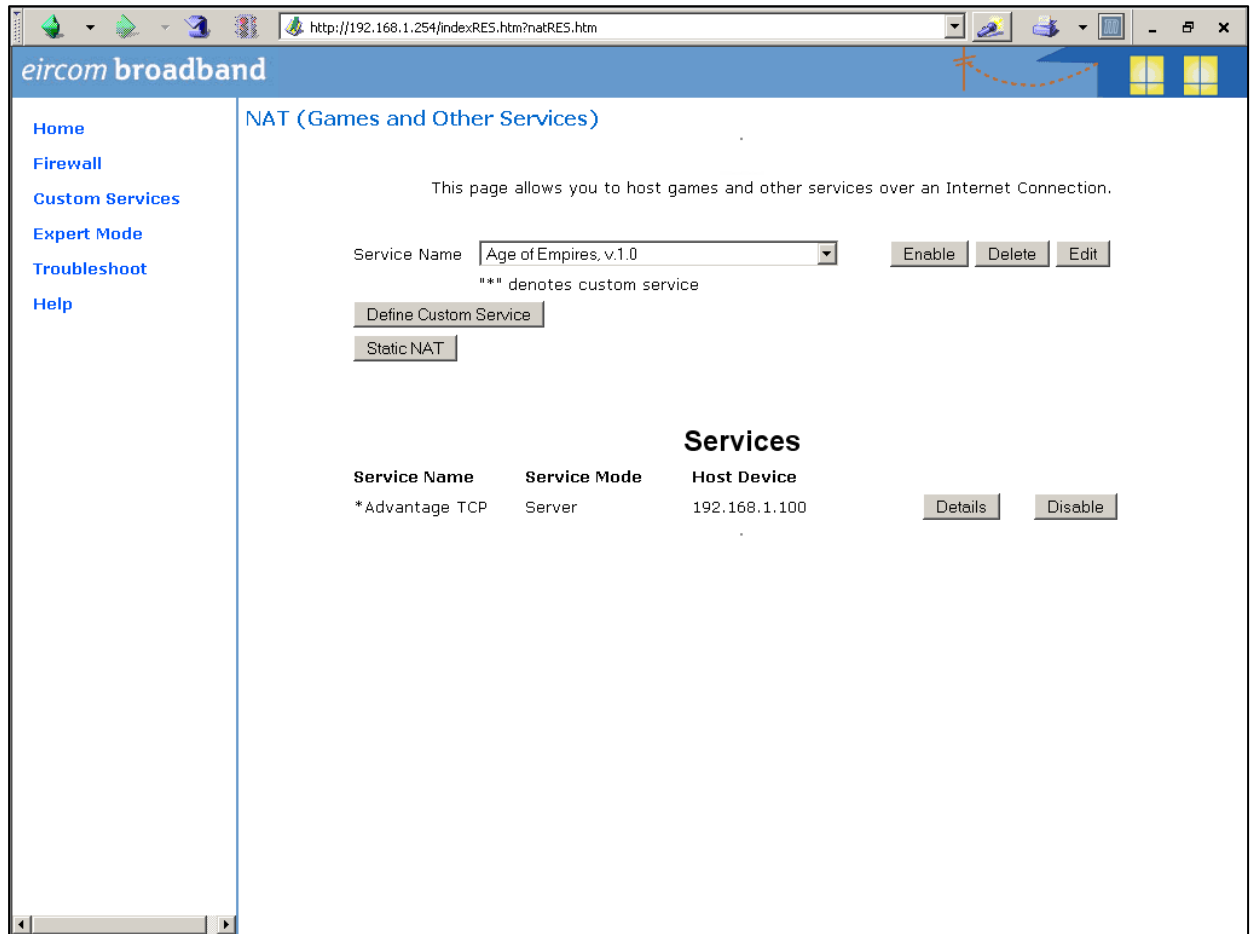 http://192.168.1.254/indexRES.htm?natRES.htm
eircom broadband
Home
Firewall
Custom Services
Expert Mode
Troubleshoot
Help
NAT (Games and Other Services)
This page allows you to host games and other services over an Internet Connection.
Service Name Age of Empires, v.1.0 Enable Delete Edit
"*" denotes custom service
Define Custom Service
Static NAT
Services
Service Name Service Mode Host Device
*Advantage TCP Server 192.168.1.100 Details Disable